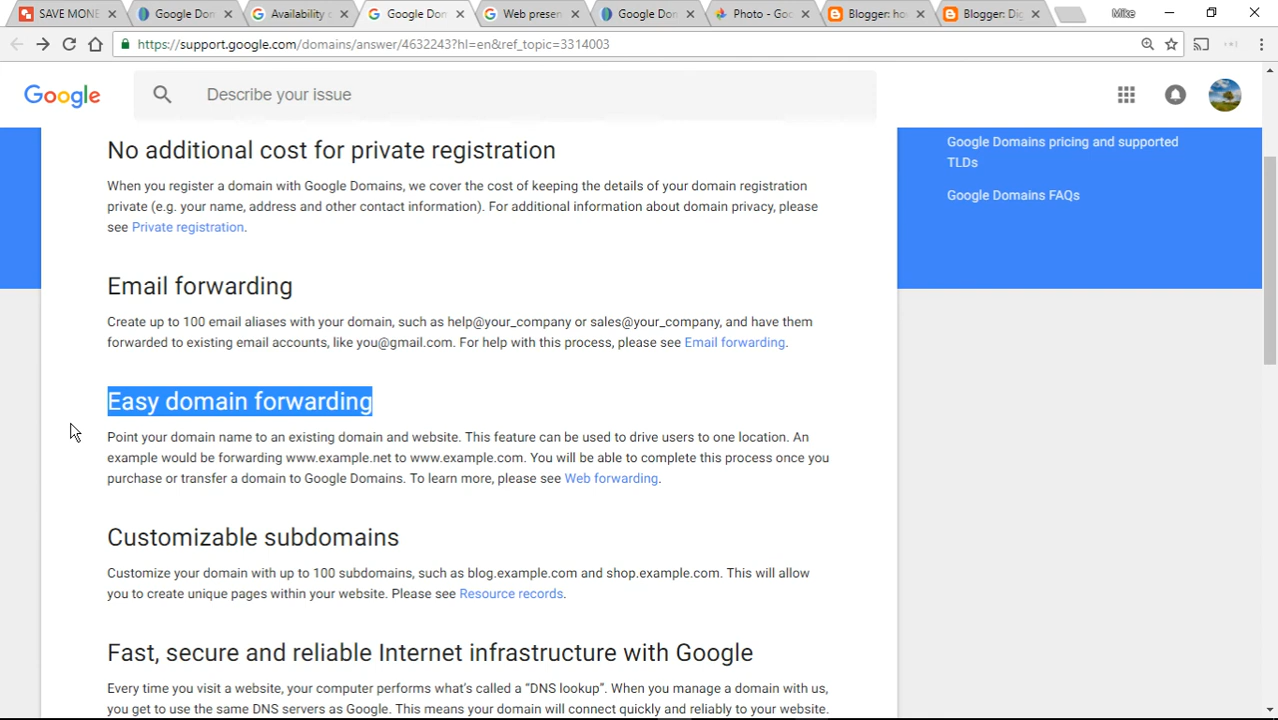 SAVE MONE
Google Don
Availability o
Google Don
Web presen
Google Don
Photo - Goo
Blogger: ho
Blogger: Dig
Mike
https://support.google.com/domains/answer/4632243?hl=en&ref_topic=3314003
Google
Describe your issue
No additional cost for private registration
When you register a domain with Google Domains, we cover the cost of keeping the details of your domain registration
private (e.g. your name, address and other contact information). For additional information about domain privacy, please
see Private registration.
Email forwarding
Create up to 100 email aliases with your domain, such as help@your_company or sales@your_company, and have them
forwarded to existing email accounts, like you@gmail.com. For help with this process, please see Email forwarding.
Easy domain forwarding
Point your domain name to an existing domain and website. This feature can be used to drive users to one location. An
example would be forwarding www.example.net to www.example.com. You will be able to complete this process once you
purchase or transfer a domain to Google Domains. To learn more, please see Web forwarding.
Customizable subdomains
Customize your domain with up to 100 subdomains, such as blog.example.com and shop.example.com. This will allow
you to create unique pages within your website. Please see Resource records.
Fast, secure and reliable Internet infrastructure with Google
Every time you visit a website, your computer performs what's called a “DNS lookup”. When you manage a domain with us,
you get to use the same DNS servers as Google. This means your domain will connect quickly and reliably to your website.
Google Domains pricing and supported
TLDs
Google Domains FAQs